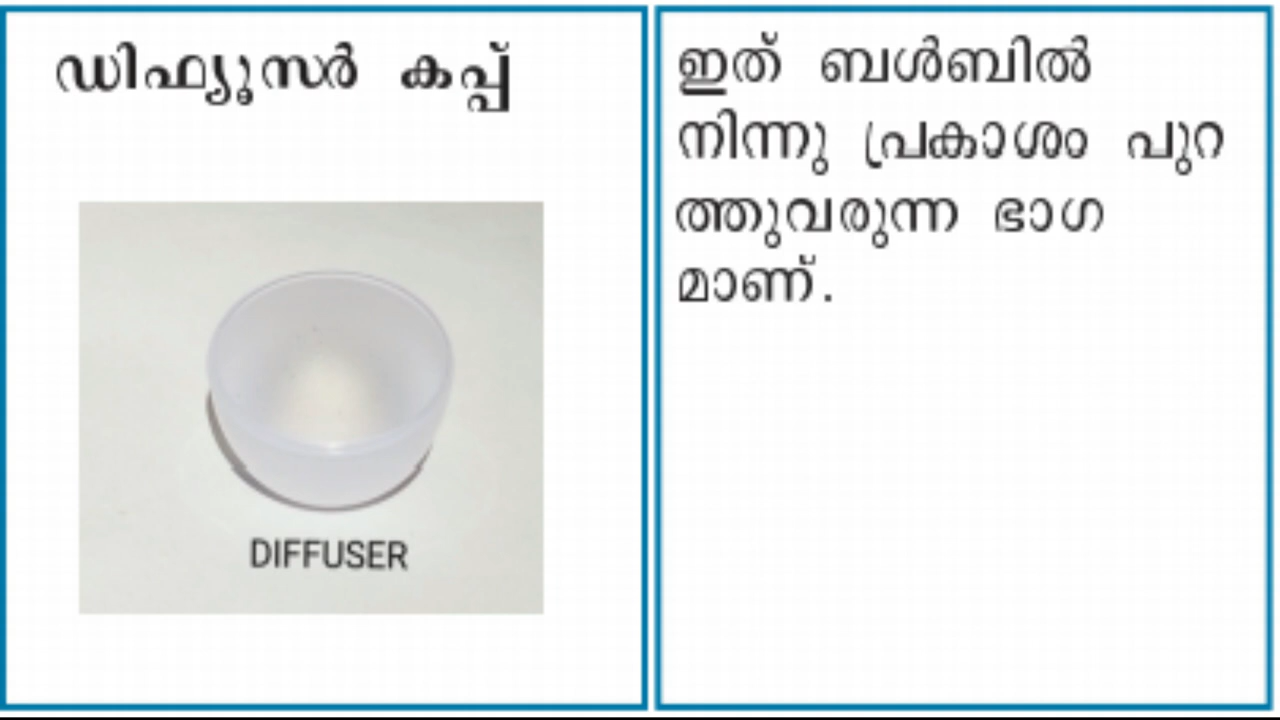 ഡിഫ്യൂസർ കപ്പ്
DIFFUSER
ഇത് ബൾബിൽ
നിന്നു പ്രകാശം പുറ
ത്തുവരുന്ന ഭാഗ
മാണ്.